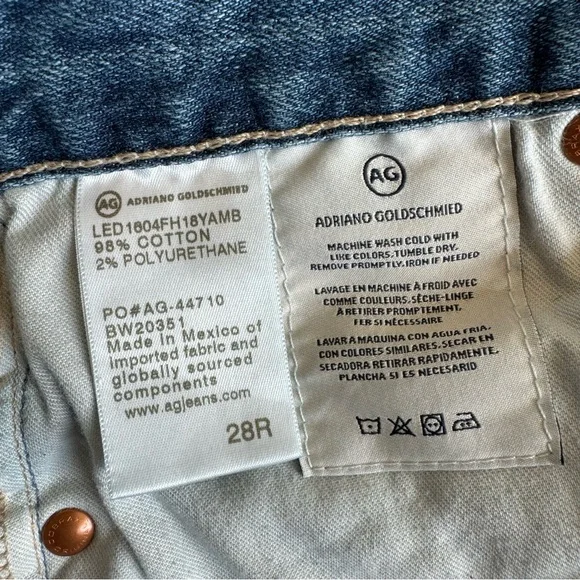 AG ADRIANO GOLDSCHMIED
LED1604FH18YAMB
98% COTTON
2% POLYURETHANE
PO#AG-44710
BW20351
Made in Mexico of
imported fabric and
globally sourced
components
www.agjeans.com
28R
AG
ADRIANO GOLDSCHMIED
MACHINE WASH COLD WITH
LIKE COLORS. TUMBLE DRY.
REMOVE PROMPTLY. IRON IF NEEDED
LAVAGE EN MACHINE À FROID AVEC
COMME COULEURS. SÈCHE-LINGE
À RETIRER PROMPTEMENT.
FER SI NÉCESSAIRE
LAVAR A MAQUINA CON AGUA FRIA.
CON COLORES SIMILARES. SECAR EN
SECADORA RETIRAR RAPIDAMENTE.
PLANCHA SI ES NECESARIO